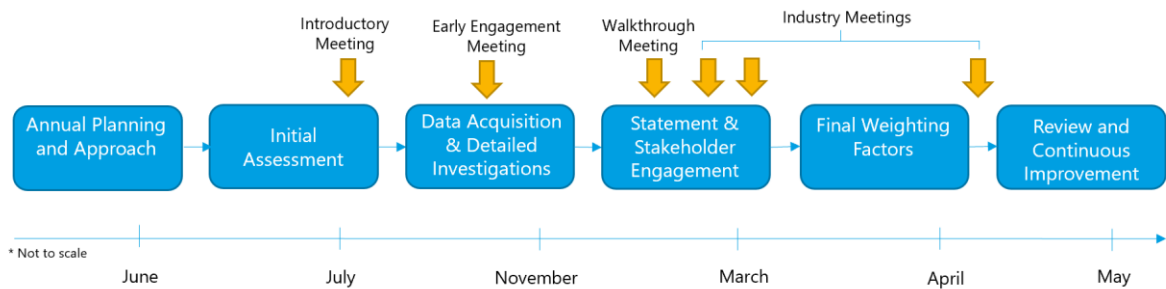 Introductory
Meeting
Early Engagement
Meeting
Walkthrough
Meeting
Industry Meetings
Annual Planning
and Approach
Initial
Assessment
Data Acquisition
& Detailed
Investigations
Statement &
Stakeholder
Engagement
Final Weighting
Factors
Review and
Continuous
Improvement
* Not to scale
June
July
November
March
April
May